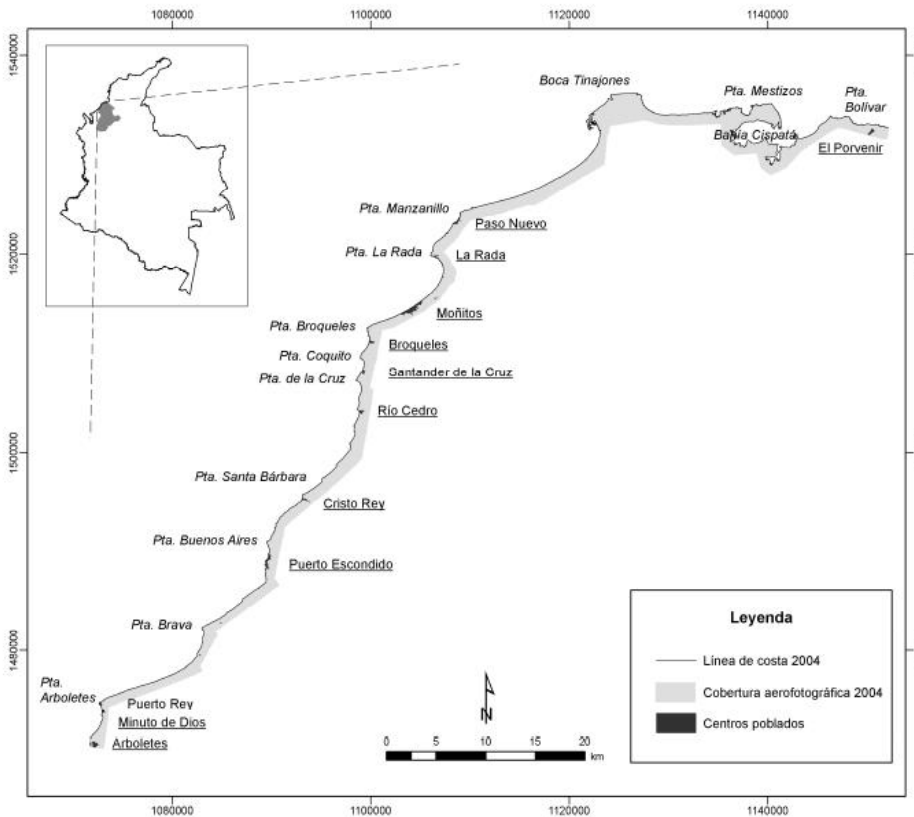 1080000
1100000
1120000
1140000
1540000
1520000
1500000
1480000
Boca Tinajones
Pta. Mestizos
Pta.
Bolívar
Bahía Cispatá
El Porvenir
Pta. Manzanillo
Paso Nuevo
Pta. La Rada
La Rada
Moñitos
Pta. Broqueles
Broqueles
Pta. Coquito
Santander de la Cruz
Pta. de la Cruz
Río Cedro
Pta. Santa Bárbara
Cristo Rey
Pta. Buenos Aires
Puerto Escondido
Pta. Brava
Pta.
Arboletes
Puerto Rey
Minuto de Dios
Arboletes
N
0 5 10 15 20
km
Leyenda
Línea de costa 2004
Cobertura aerofotográfica 2004
Centros poblados
1080000
1100000
1120000
1140000